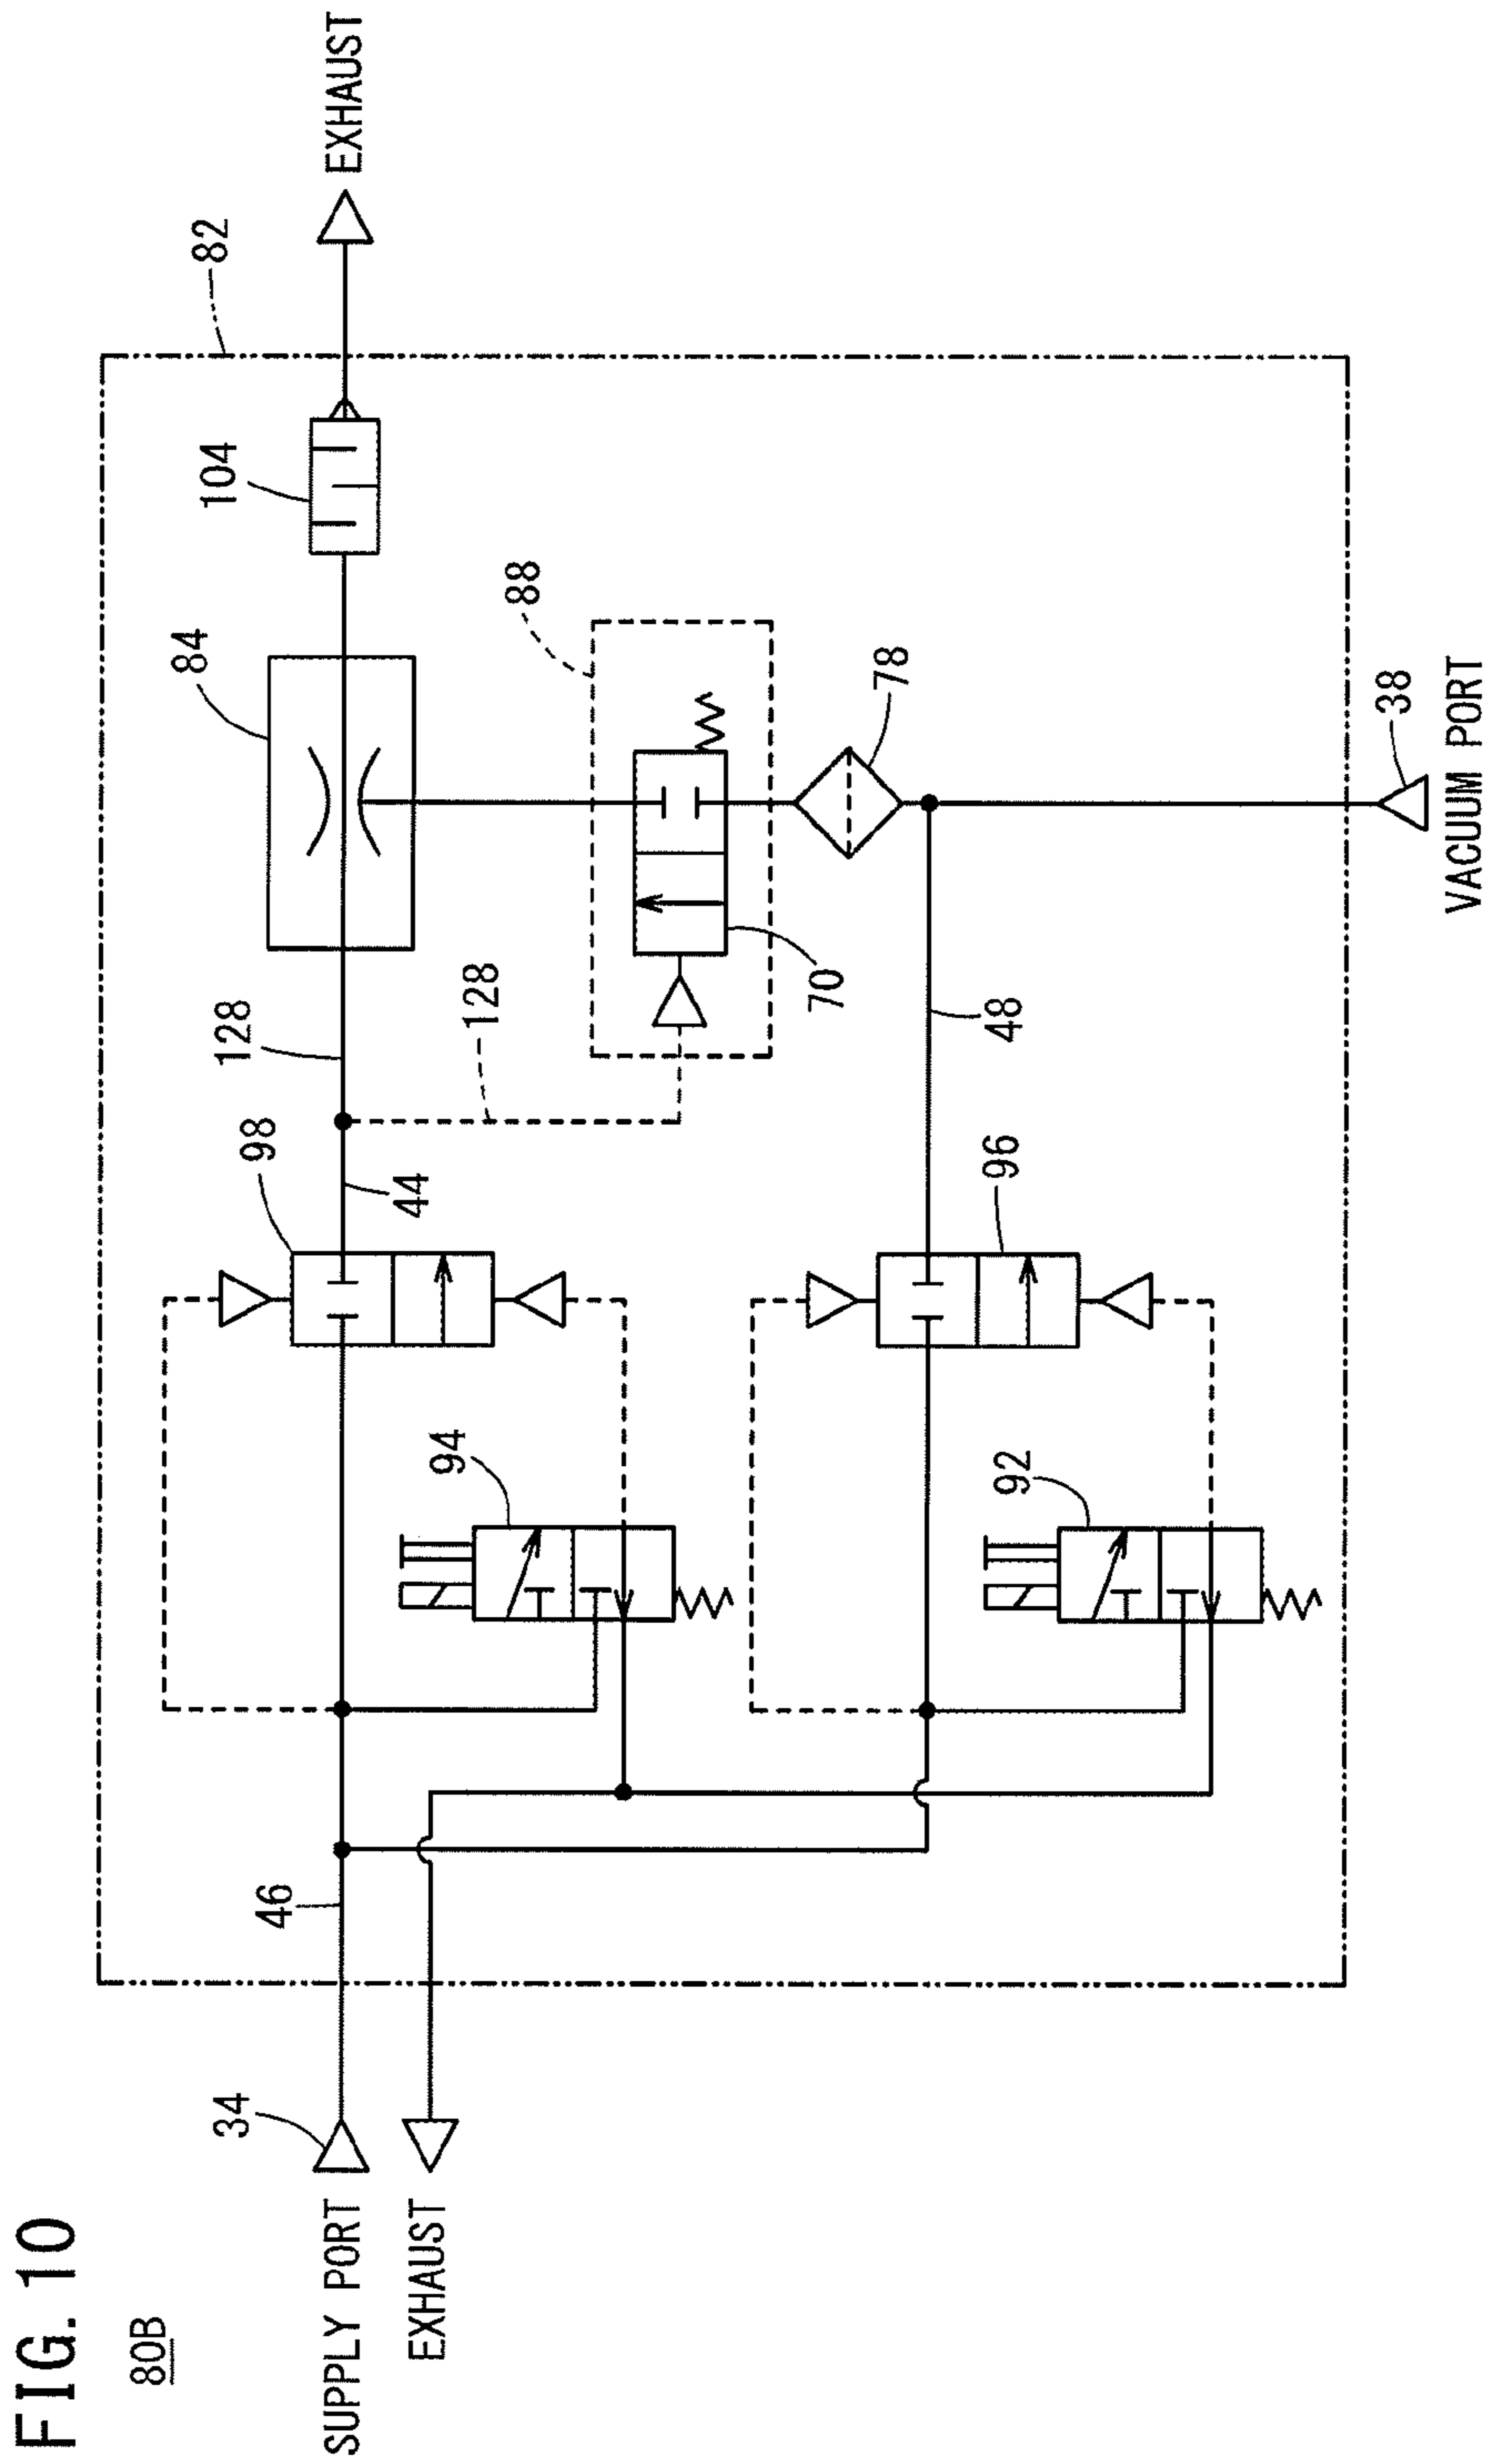 FIG. 10
80B
SUPPLY PORT
34
EXHAUST
46
94
92
98
44
96
128
128
48
84
88
70
78
104
82
EXHAUST
38
VACUUM PORT